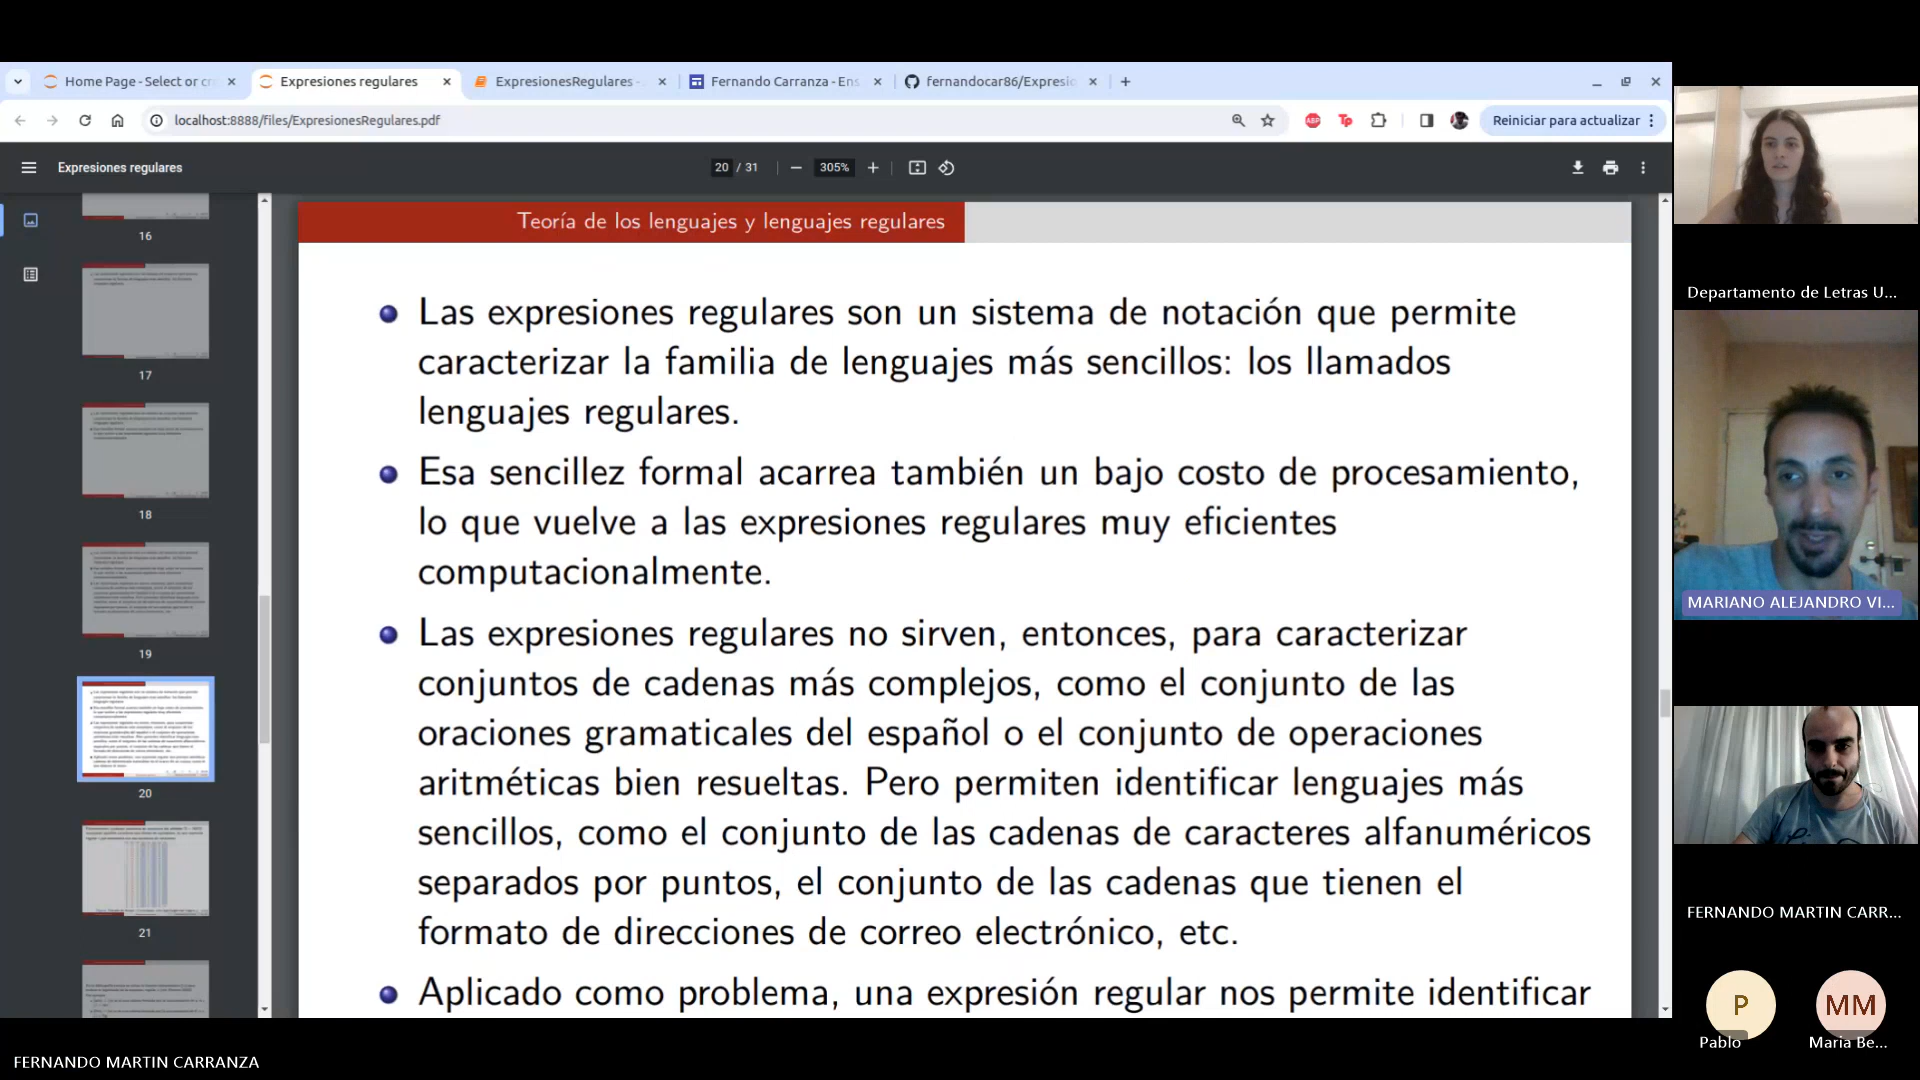 Home Page - Select or cr
Expresiones regulares
ExpresionesRegulares -
Fernando Carranza - Ens
fernandocar86/Expresio
localhost:8888/files/ExpresionesRegulares.pdf
ABP
Tp
Reiniciar para actualizar
Expresiones regulares
20 / 31
305%
16
17
18
19
20
21
Teoría de los lenguajes y lenguajes regulares
Las expresiones regulares son un sistema de notación que permite
caracterizar la familia de lenguajes más sencillos: los llamados
lenguajes regulares.
Esa sencillez formal acarrea también un bajo costo de procesamiento,
lo que vuelve a las expresiones regulares muy eficientes
computacionalmente.
Las expresiones regulares no sirven, entonces, para caracterizar
conjuntos de cadenas más complejos, como el conjunto de las
oraciones gramaticales del español o el conjunto de operaciones
aritméticas bien resueltas. Pero permiten identificar lenguajes más
sencillos, como el conjunto de las cadenas de caracteres alfanuméricos
separados por puntos, el conjunto de las cadenas que tienen el
formato de direcciones de correo electrónico, etc.
Aplicado como problema, una expresión regular nos permite identificar
Departamento de Letras U...
MARIANO ALEJANDRO VI...
FERNANDO MARTIN CARR...
P
MM
Pablo
Maria Be...
FERNANDO MARTIN CARRANZA